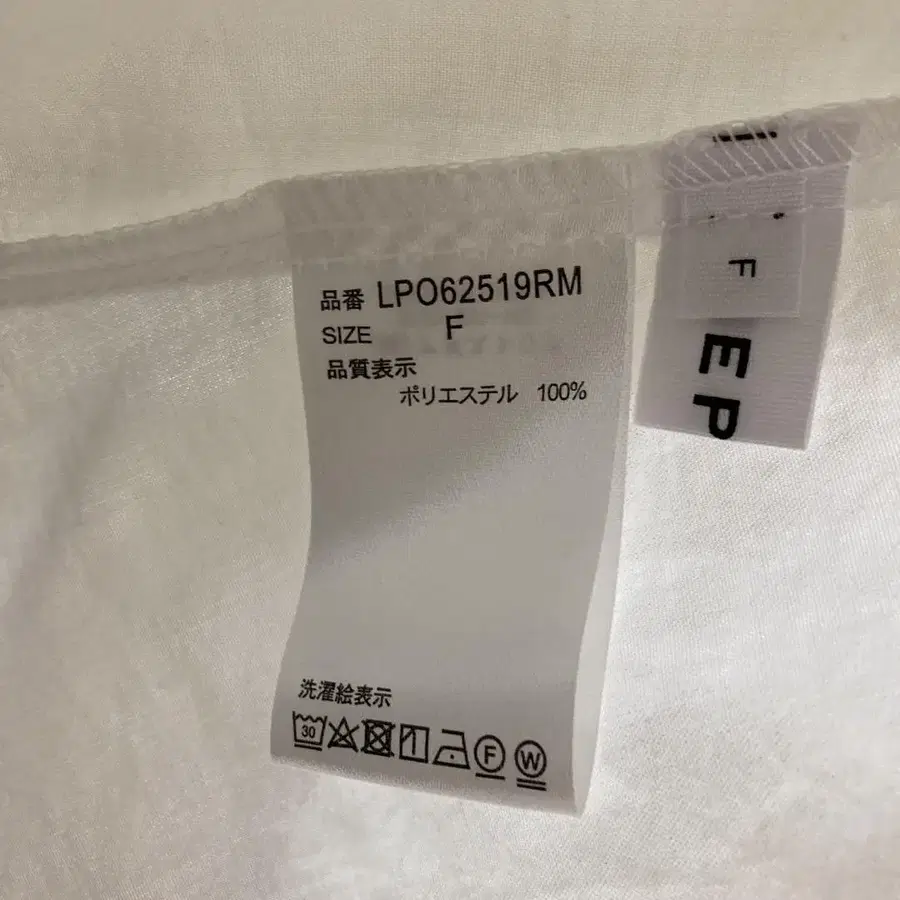 品番 LPO62519RM
SIZE F
品質表示
ポリエステル 100%
洗濯絵表示
30 F W
F
EP